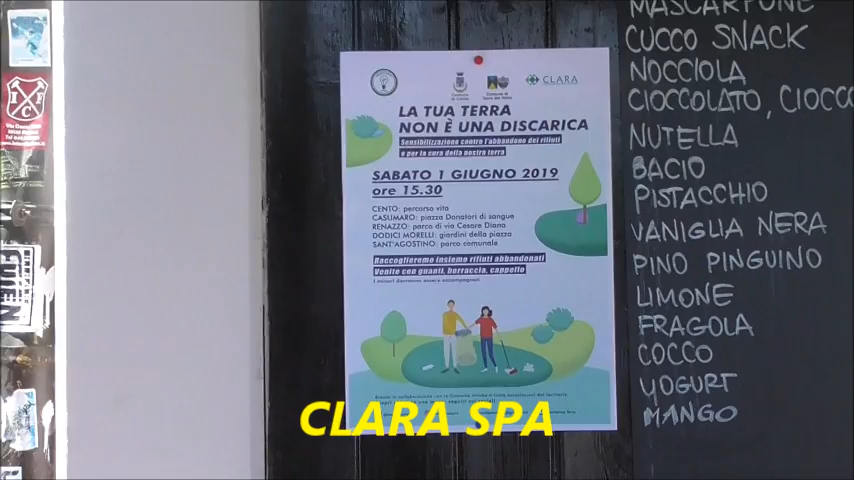 CLARA
LA TUA TERRA
NON È UNA DISCARICA
Sensibilizzazione contro l'abbandono dei rifiuti
e per la cura della nostra terra
SABATO 1 GIUGNO 2019
ore 15.30
CENTO: percorso vita
CASUMARO: piazza Donatori di sangue
RENAZZO: parco di via Cesare Diana
DODICI MORELLI: giardini della piazza
SANT'AGOSTINO: parco comunale
Raccoglieremo insieme rifiuti abbandonati
Venite con guanti, borraccia, cappello
I minori dovranno essere accompagnati
CLARA SPA
MASCARPONE
CUCCO SNACK
NOCCIOLA
CIOCCOLATO, CIOCC
NUTELLA
BACIO
PISTACCHIO
VANIGLIA NERA
PINO PINGUINO
LIMONE
FRAGOLA
COCCO
YOGURT
MANGO